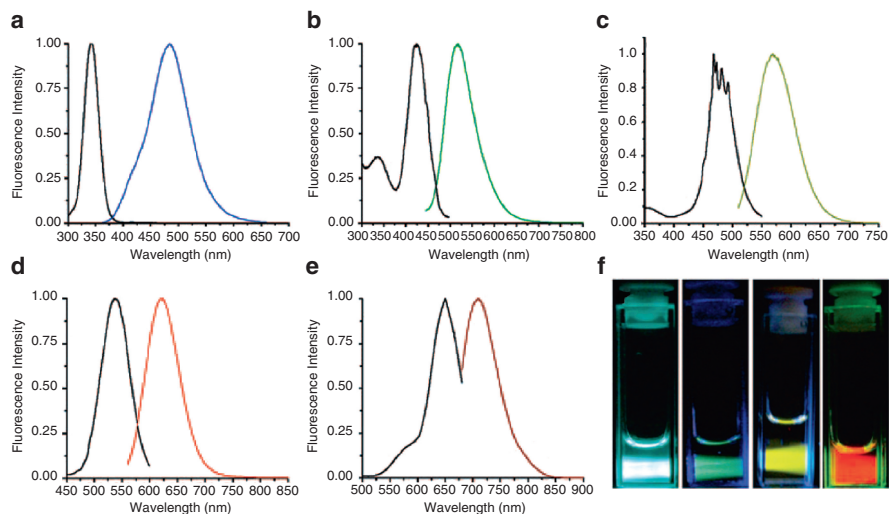 a
b
c
1.00
0.75
0.50
0.25
0.00
Fluorescence Intensity
300 350 400 450 500 550 600 650 700
Wavelength (nm)
1.00
0.75
0.50
0.25
0.00
Fluorescence Intensity
300 350 400 450 500 550 600 650 700 750 800
Wavelength (nm)
1.00
0.8
0.6
0.4
0.2
0
Fluorescence Intensity
350 400 450 500 550 600 650 700 750
Wavelength (nm)
d
e
f
1.00
0.75
0.50
0.25
0.00
Fluorescence Intensity
450 500 550 600 650 700 750 800 850
Wavelength (nm)
1.00
0.75
0.50
0.25
0.00
Fluorescence Intensity
500 550 600 650 700 750 800 850 900
Wavelength (nm)